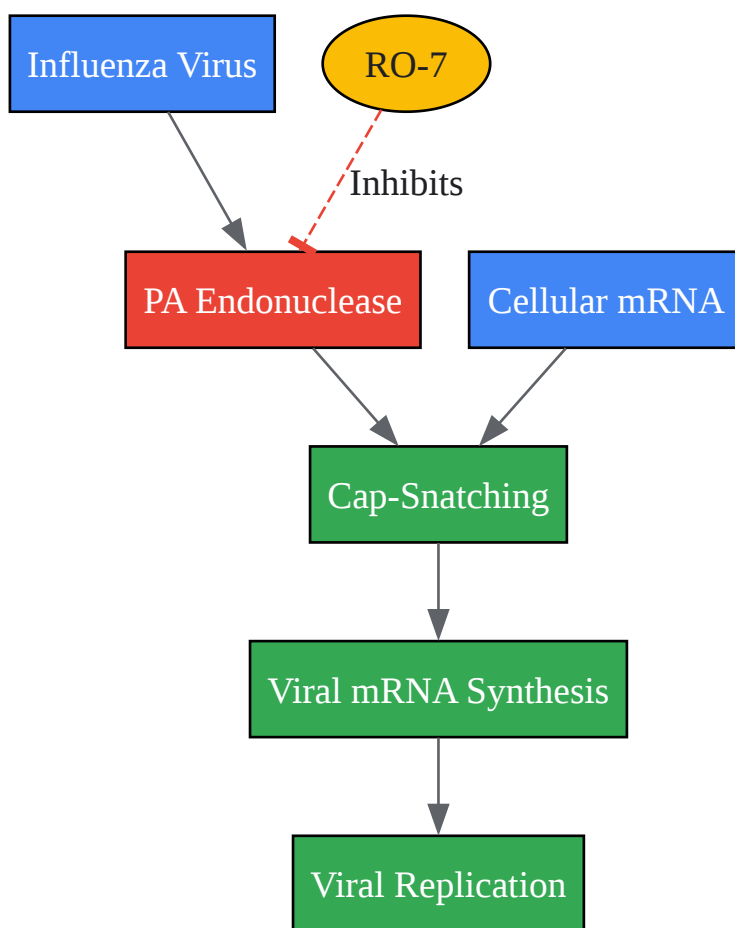 Influenza Virus
RO-7
Inhibits
PA Endonuclease
Cellular mRNA
Cap-Snatching
Viral mRNA Synthesis
Viral Replication